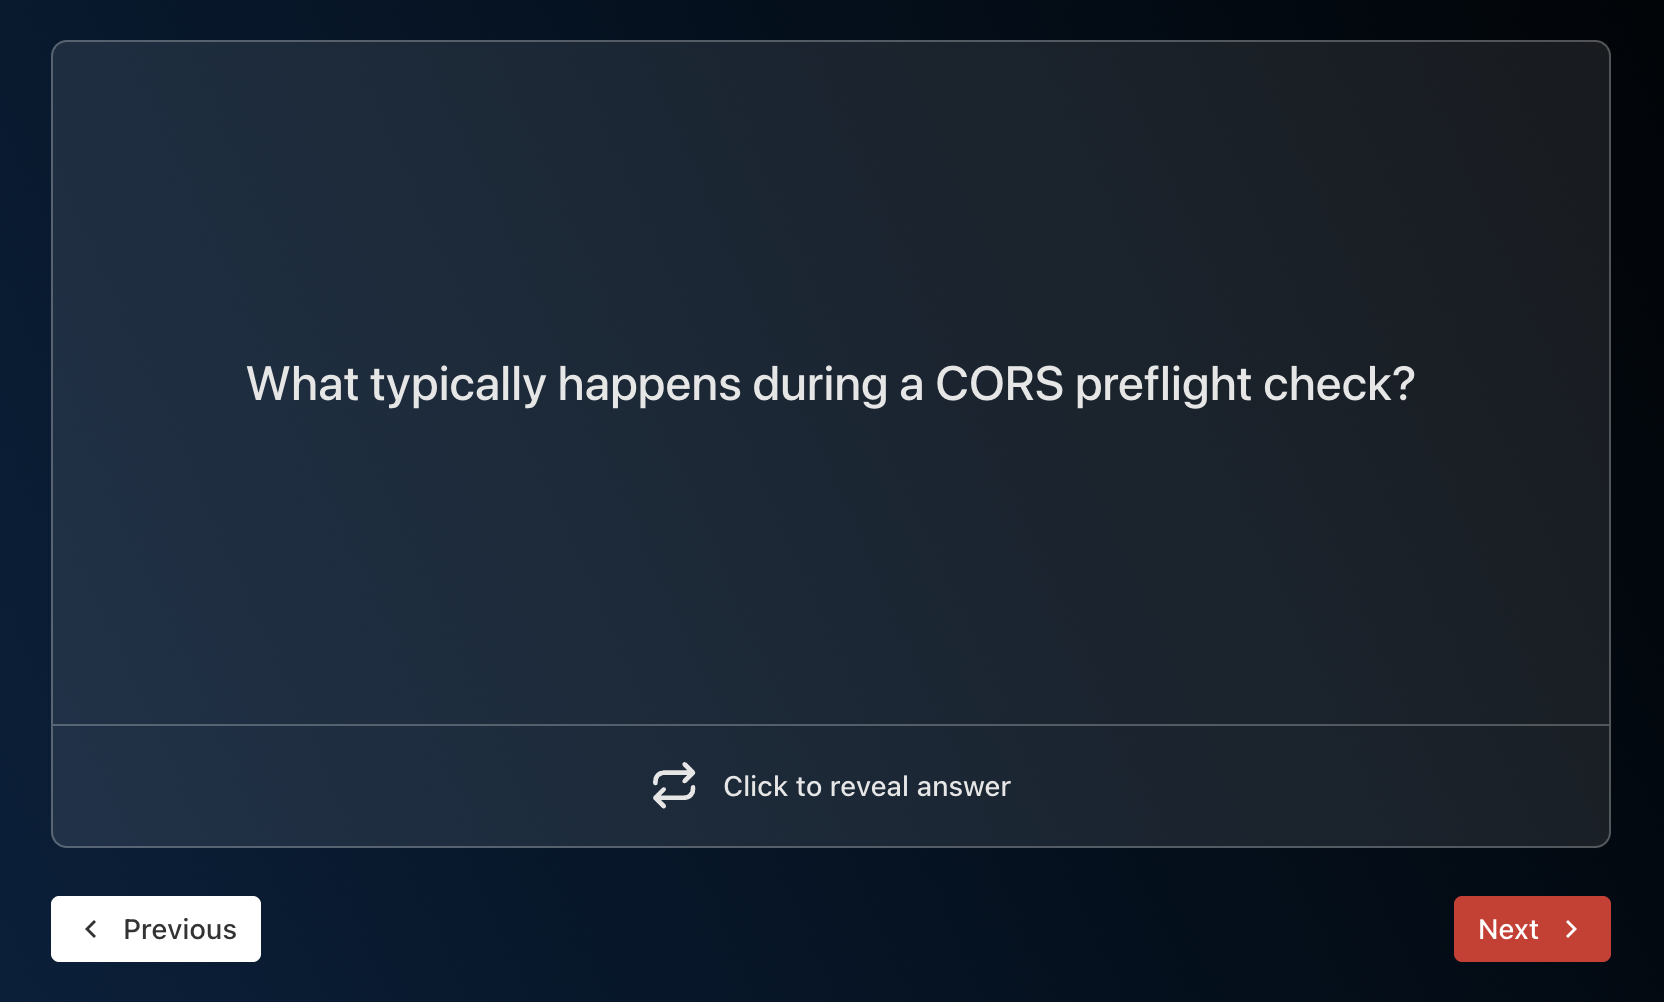 What typically happens during a CORS preflight check?
Click to reveal answer
Previous
Next